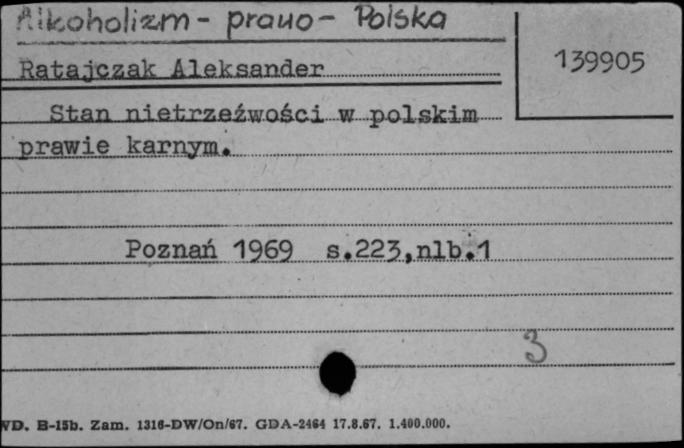 Alkoholizm - prawo - Polska
139905
Ratajczak Aleksander
Stan nietrzeźwości w polskim
prawie karnym.
Poznań 1969 s.223,nlb.1
3
WD. B-15b. Zam. 1316-DW/On/67. GDA-2464 17.8.67. 1.400.000.